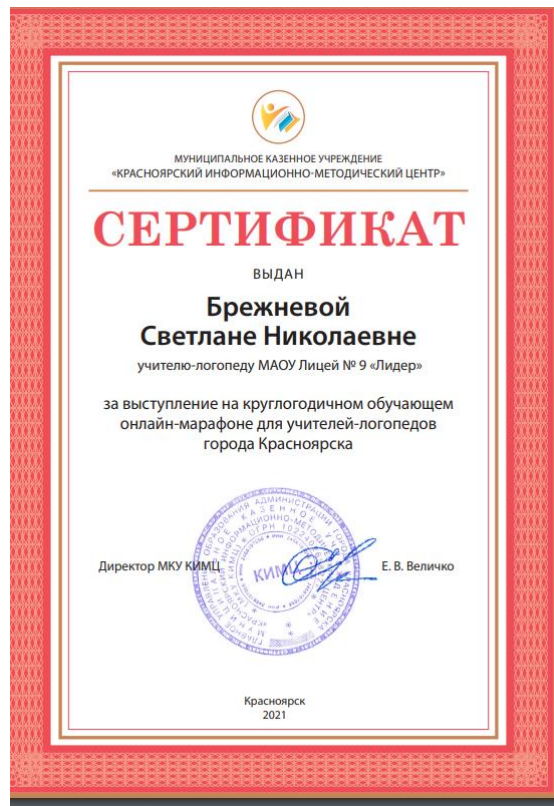 МУНИЦИПАЛЬНОЕ КАЗЕННОЕ УЧРЕЖДЕНИЕ
«КРАСНОЯРСКИЙ ИНФОРМАЦИОННО-МЕТОДИЧЕСКИЙ ЦЕНТР»
СЕРТИФИКАТ
ВЫДАН
Брежневой
Светлане Николаевне
учителю-логопеду МАОУ Лицей № 9 «Лидер»
за выступление на круглогодичном обучающем
онлайн-марафоне для учителей-логопедов
города Красноярска
Директор МКУ КИМЦ
Е. В. Величко
КИМЦ
Красноярск
2021